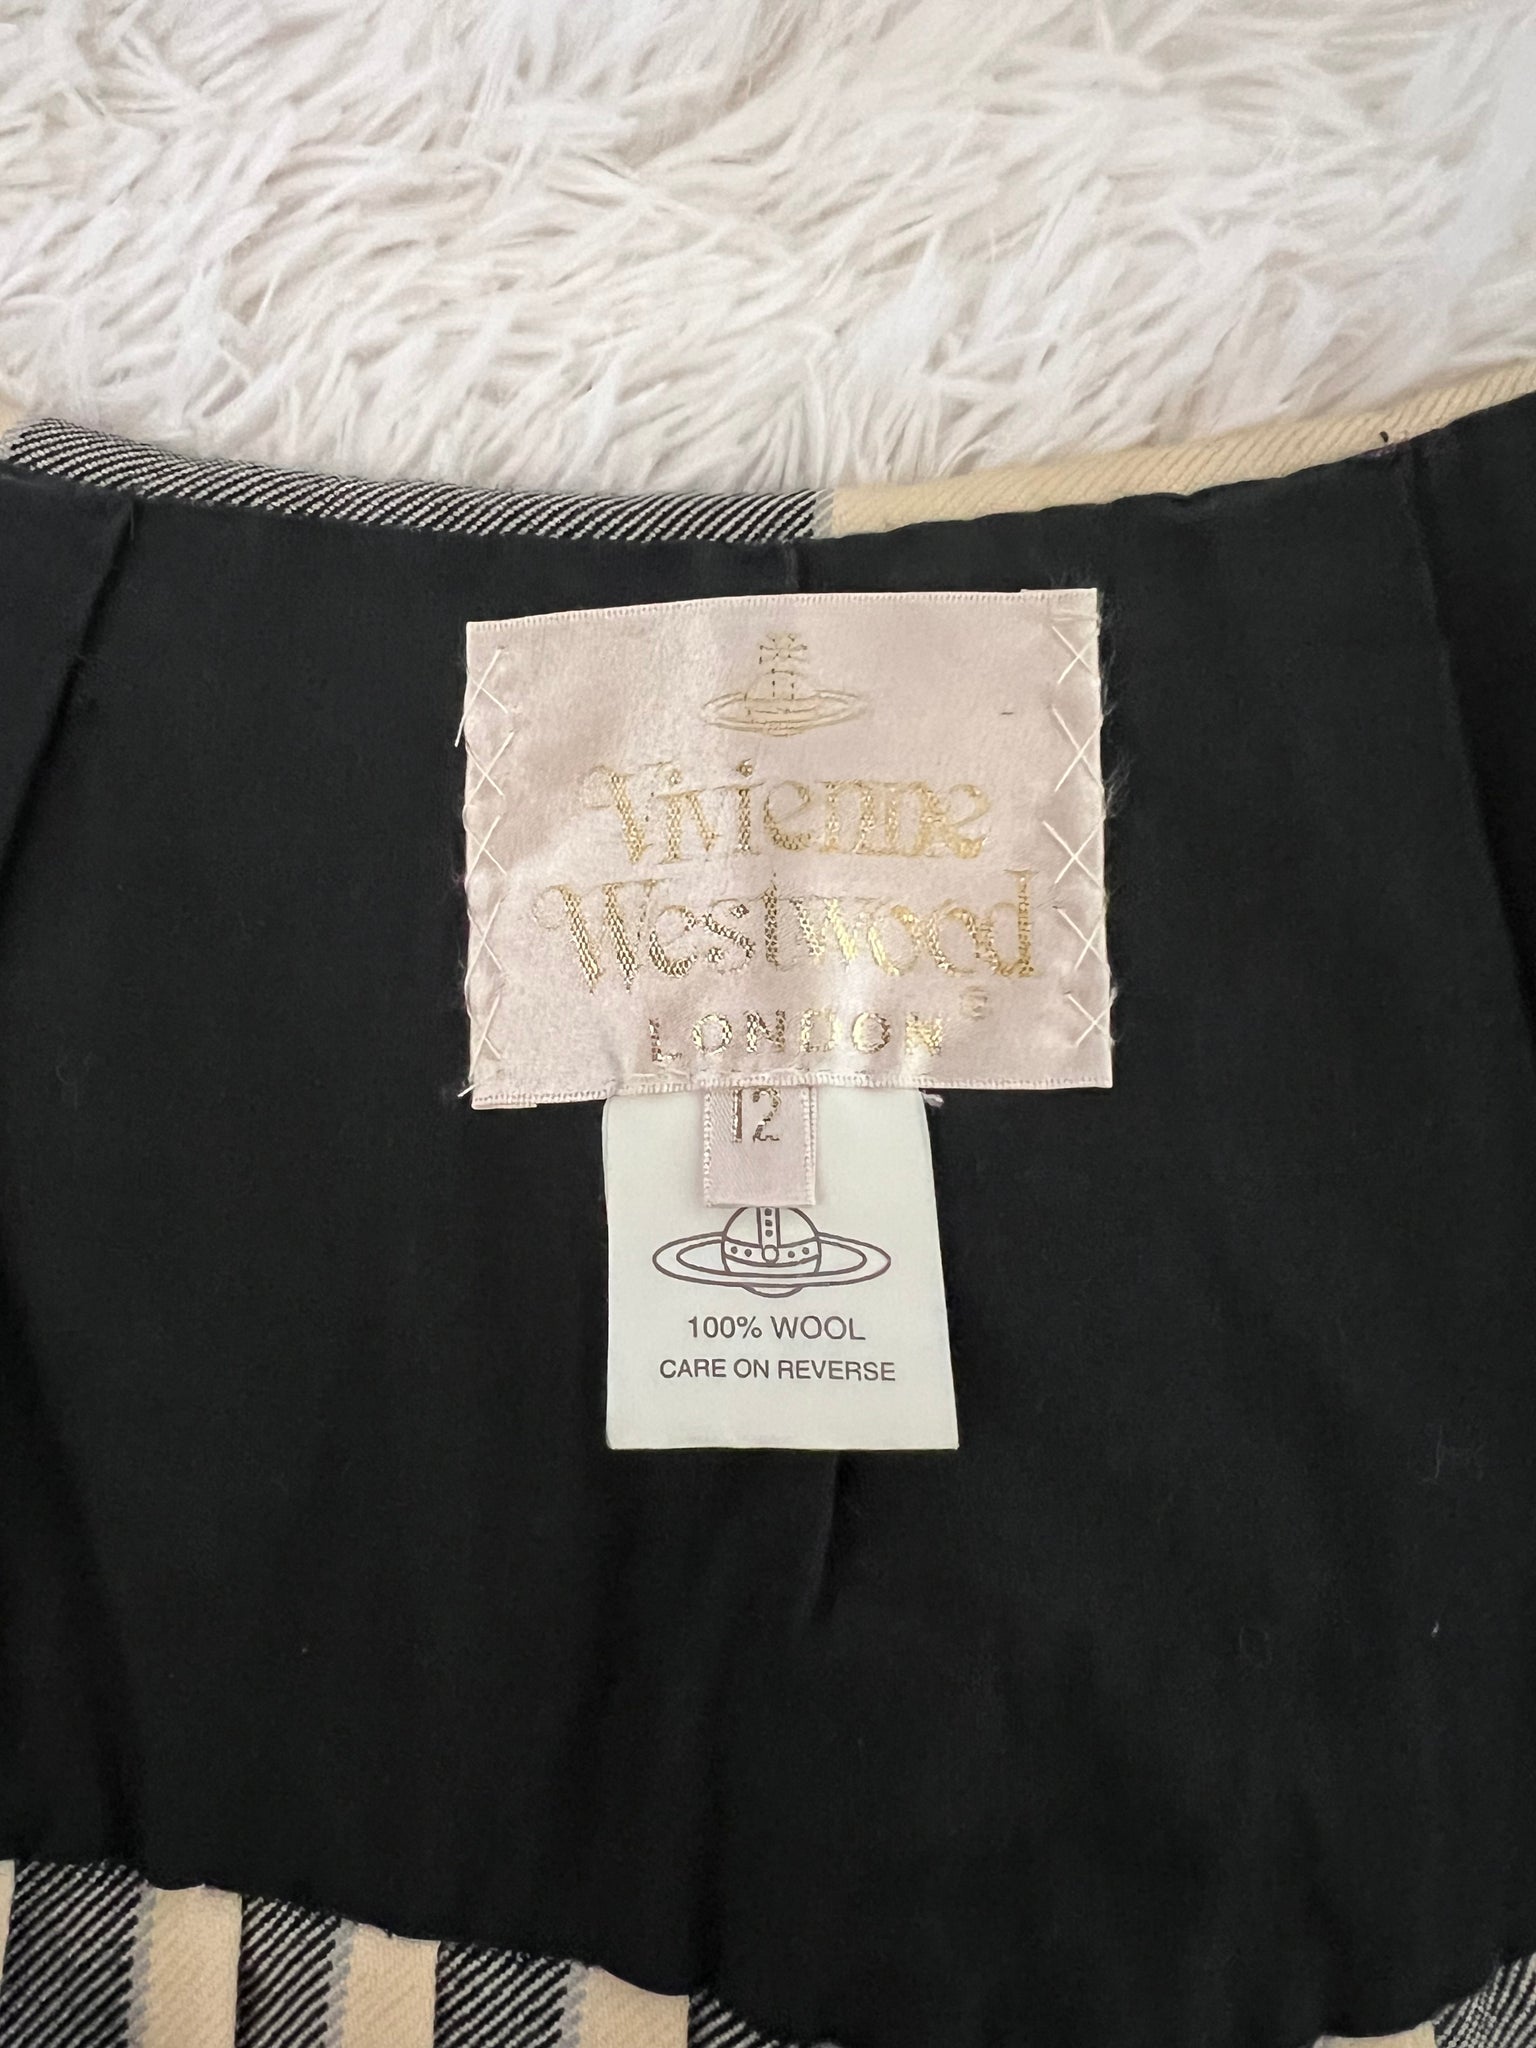 Vivienne
Westwood
LONDON
12
100% WOOL
CARE ON REVERSE